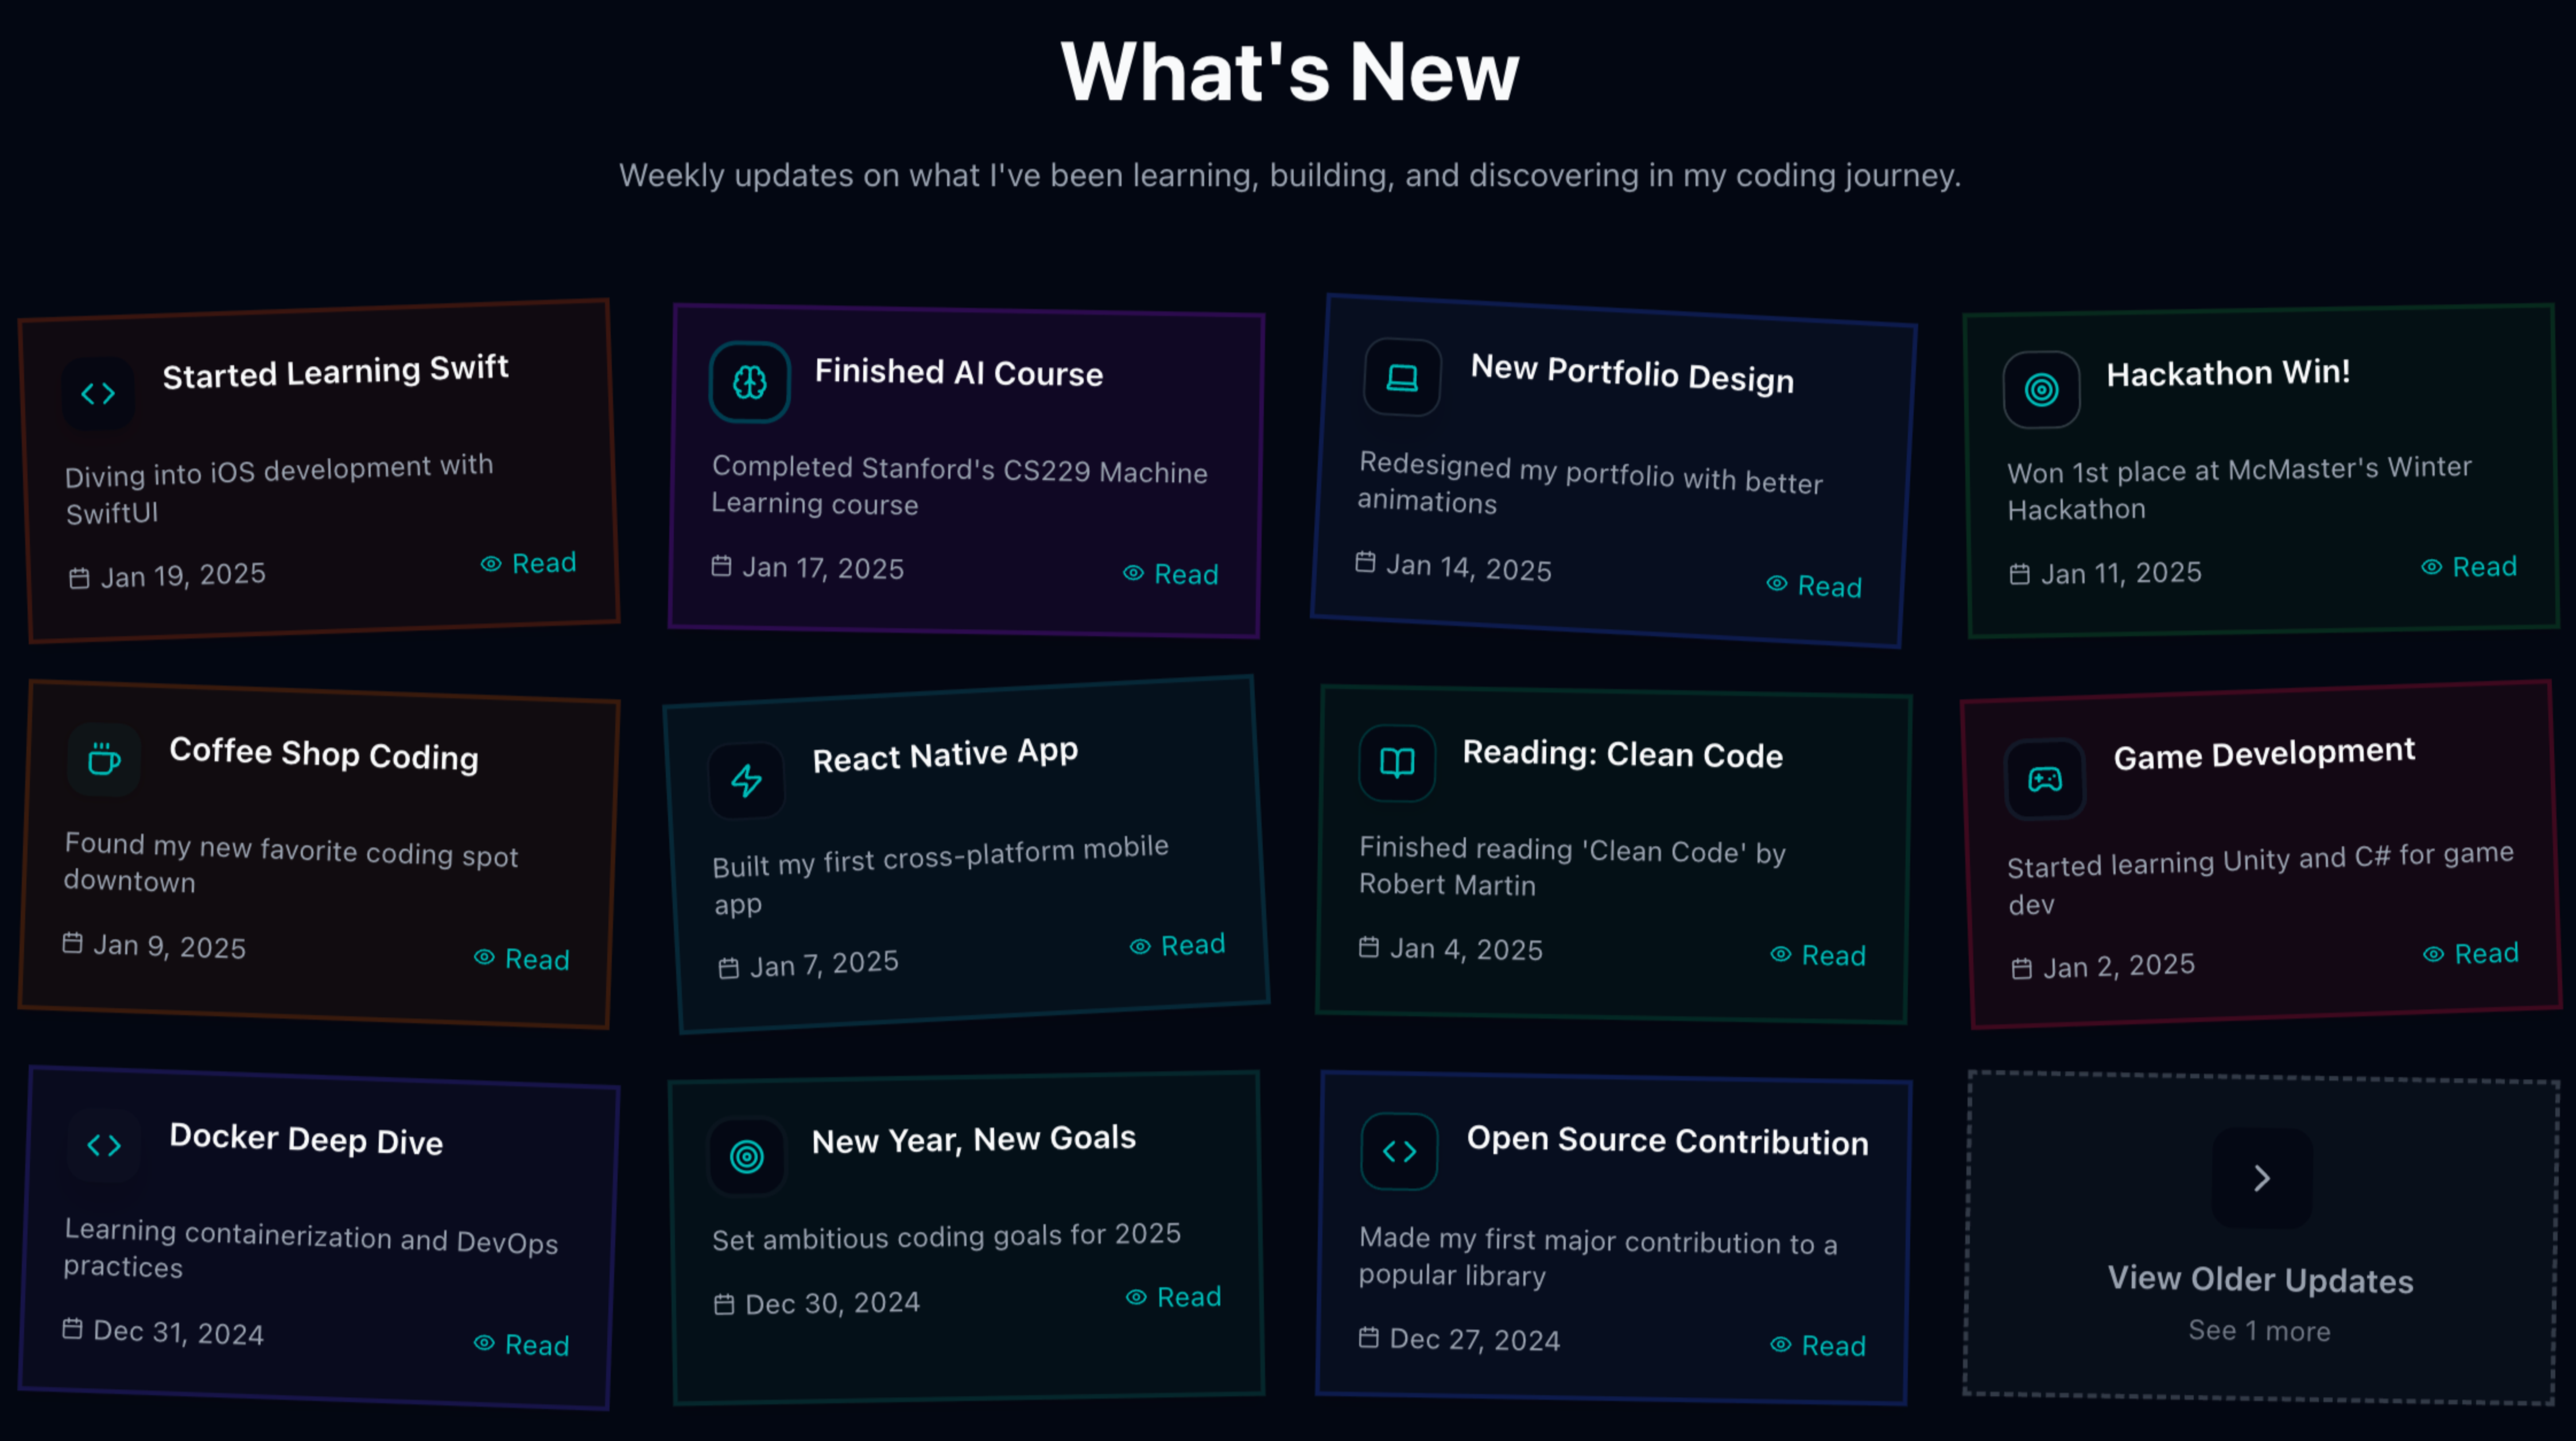 What's New
Weekly updates on what I've been learning, building, and discovering in my coding journey.
Started Learning Swift
Diving into iOS development with
SwiftUI
Jan 19, 2025
Read
Finished AI Course
Completed Stanford's CS229 Machine
Learning course
Jan 17, 2025
Read
New Portfolio Design
Redesigned my portfolio with better
animations
Jan 14, 2025
Read
Hackathon Win!
Won 1st place at McMaster's Winter
Hackathon
Jan 11, 2025
Read
Coffee Shop Coding
Found my new favorite coding spot
downtown
Jan 9, 2025
Read
React Native App
Built my first cross-platform mobile
app
Jan 7, 2025
Read
Reading: Clean Code
Finished reading 'Clean Code' by
Robert Martin
Jan 4, 2025
Read
Game Development
Started learning Unity and C# for game
dev
Jan 2, 2025
Read
Docker Deep Dive
Learning containerization and DevOps
practices
Dec 31, 2024
Read
New Year, New Goals
Set ambitious coding goals for 2025
Dec 30, 2024
Read
Open Source Contribution
Made my first major contribution to a
popular library
Dec 27, 2024
Read
View Older Updates
See 1 more